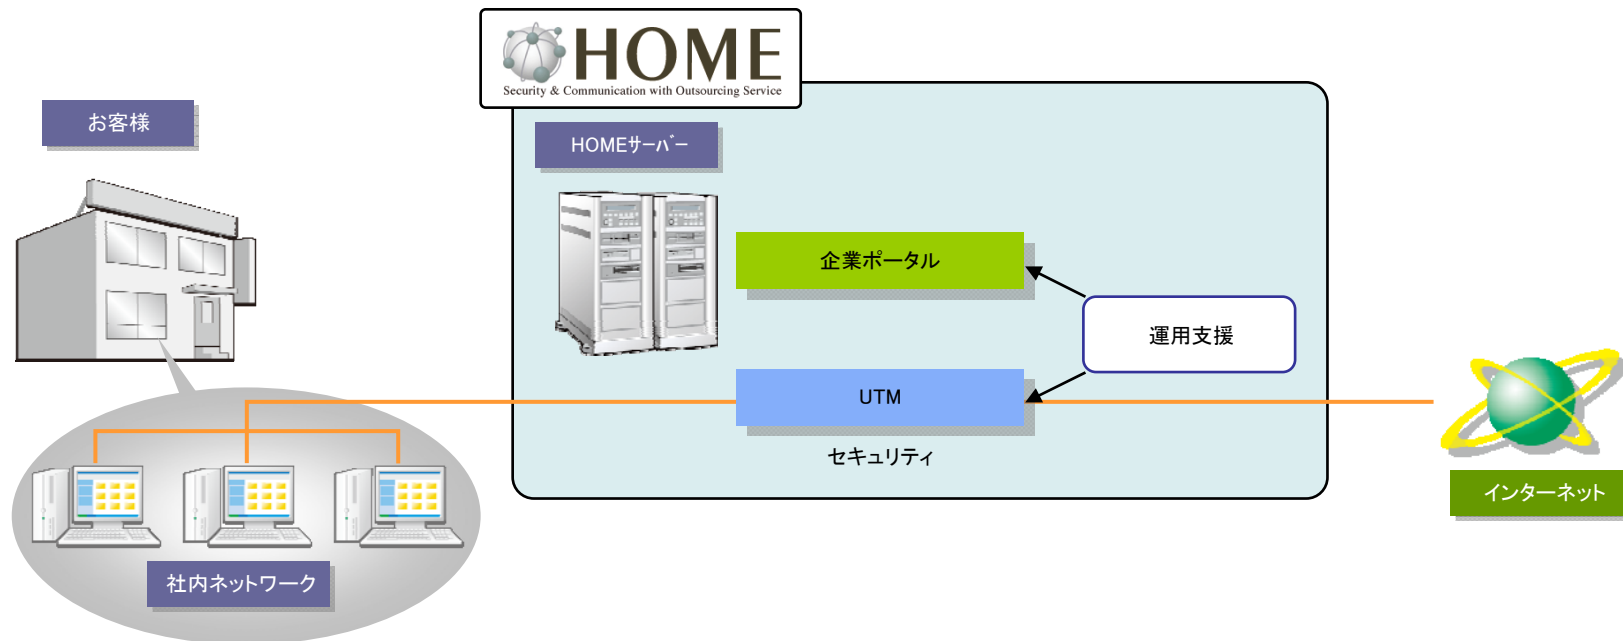 HOME
Security & Communication with Outsourcing Service
お客様
HOMEｻｰﾊﾞｰ
企業ポータル
運用支援
UTM
セキュリティ
インターネット
社内ネットワーク